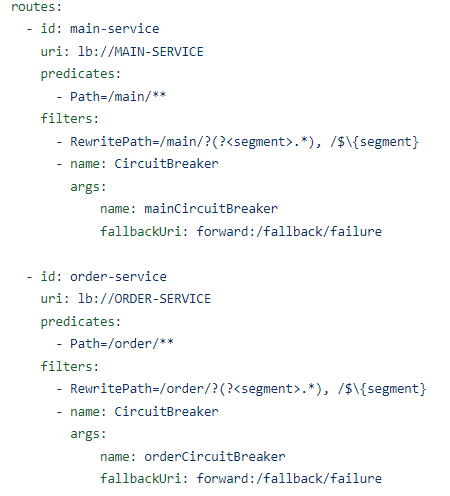 routes:
  - id: main-service
    uri: lb://MAIN-SERVICE
    predicates:
      - Path=/main/**
    filters:
      - RewritePath=/main/?(?<segment>.*), /$\{segment}
      - name: CircuitBreaker
        args:
            name: mainCircuitBreaker
            fallbackUri: forward:/fallback/failure

  - id: order-service
    uri: lb://ORDER-SERVICE
    predicates:
      - Path=/order/**
    filters:
      - RewritePath=/order/?(?<segment>.*), /$\{segment}
      - name: CircuitBreaker
        args:
            name: orderCircuitBreaker
            fallbackUri: forward:/fallback/failure